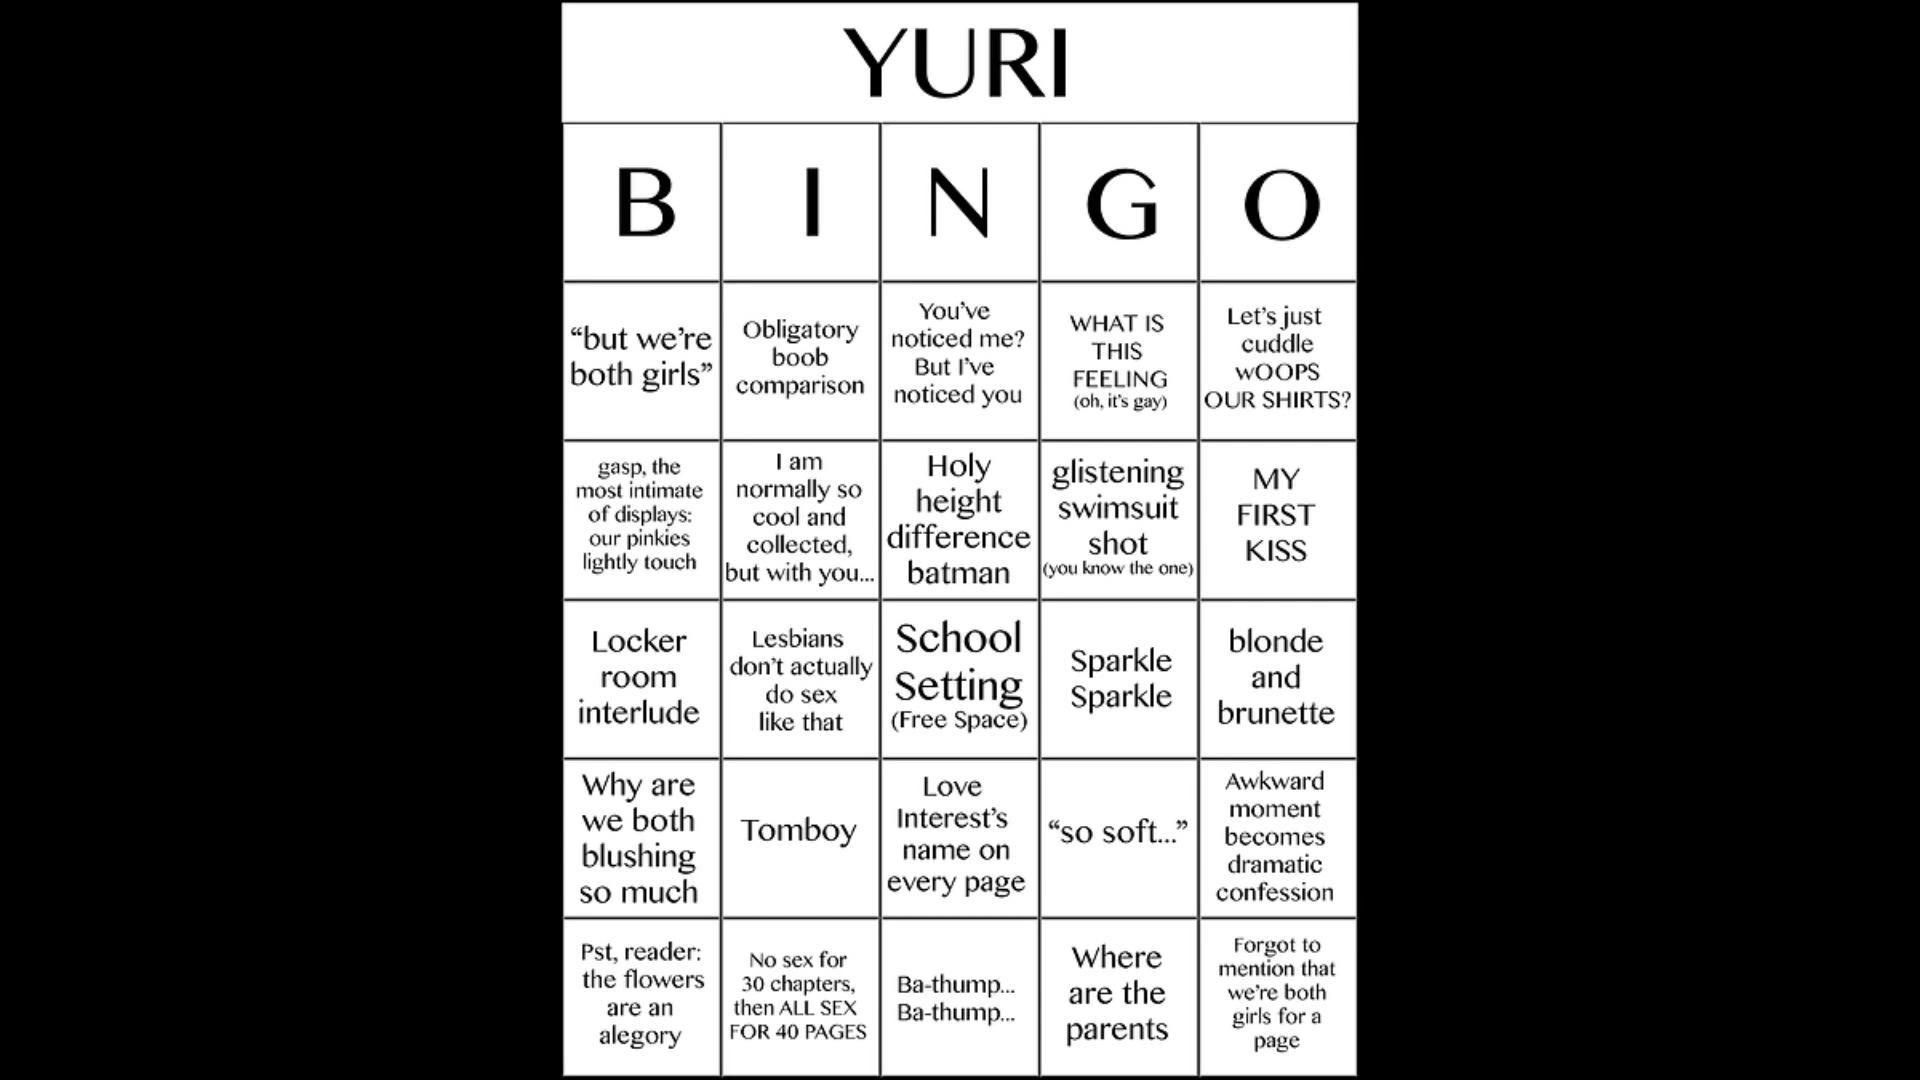 YURI
B I N G O
“but we’re
both girls”
Obligatory
boob
comparison
You’ve
noticed me?
But I’ve
noticed you
WHAT IS
THIS
FEELING
(oh, it’s gay)
Let’s just
cuddle
wOOPS
OUR SHIRTS?
gasp, the
most intimate
of displays:
our pinkies
lightly touch
I am
normally so
cool and
collected,
but with you...
Holy
height
difference
batman
glistening
swimsuit
shot
(you know the one)
MY
FIRST
KISS
Locker
room
interlude
Lesbians
don’t actually
do sex
like that
School
Setting
(Free Space)
Sparkle
Sparkle
blonde
and
brunette
Why are
we both
blushing
so much
Tomboy
Love
Interest’s
name on
every page
“so soft...”
Awkward
moment
becomes
dramatic
confession
Pst, reader:
the flowers
are an
alegory
No sex for
30 chapters,
then ALL SEX
FOR 40 PAGES
Ba-thump...
Ba-thump...
Where
are the
parents
Forgot to
mention that
we’re both
girls for a
page